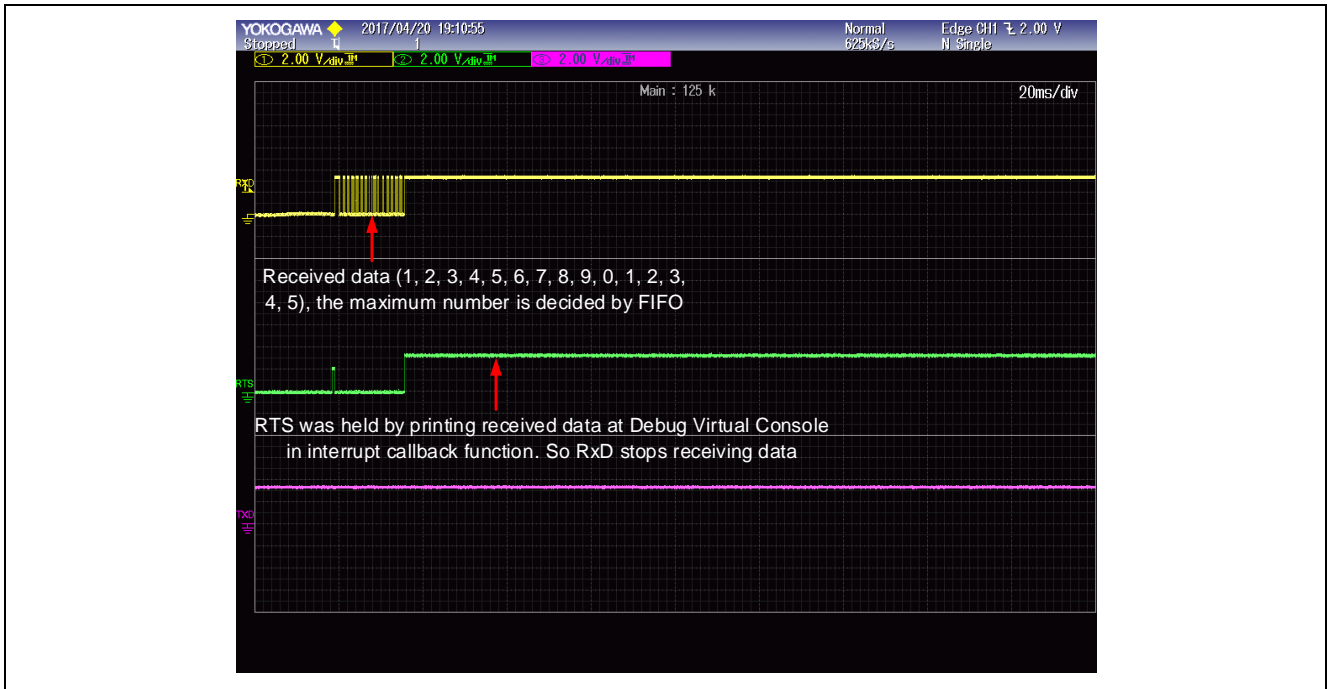 YOKOGAWA 2017/04/20 19:10:55 Normal Edge CH1 2.00 V
Stopped 1 625kS/s N Single
① 2.00 V/div ② 2.00 V/div ③ 2.00 V/div
Main : 125 k 20ms/div
RXD
Received data (1, 2, 3, 4, 5, 6, 7, 8, 9, 0, 1, 2, 3,
4, 5), the maximum number is decided by FIFO
RTS
RTS was held by printing received data at Debug Virtual Console
in interrupt callback function. So RxD stops receiving data
TXD